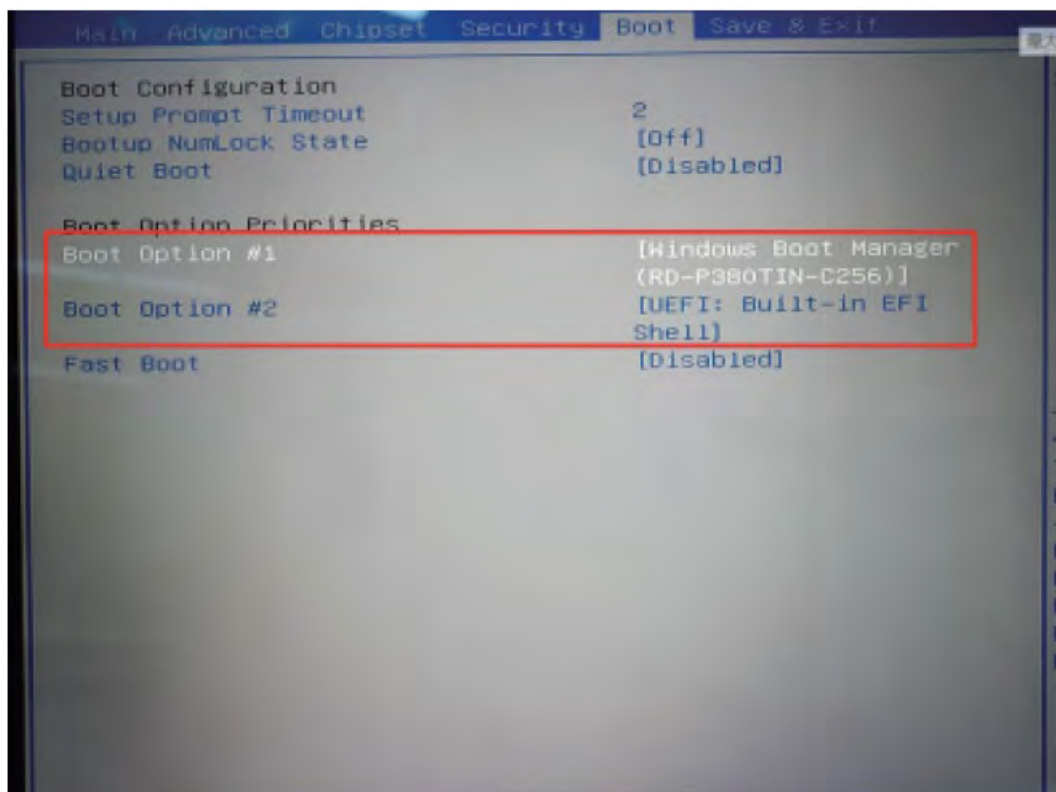 Main Advanced Chipset Security Boot Save & Exit
Boot Configuration
Setup Prompt Timeout 2
Bootup NumLock State [Off]
Quiet Boot [Disabled]
Boot Option Priorities
Boot Option #1 [Windows Boot Manager
(RD-P380TIN-C256)]
Boot Option #2 [UEFI: Built-in EFI
Shell]
Fast Boot [Disabled]